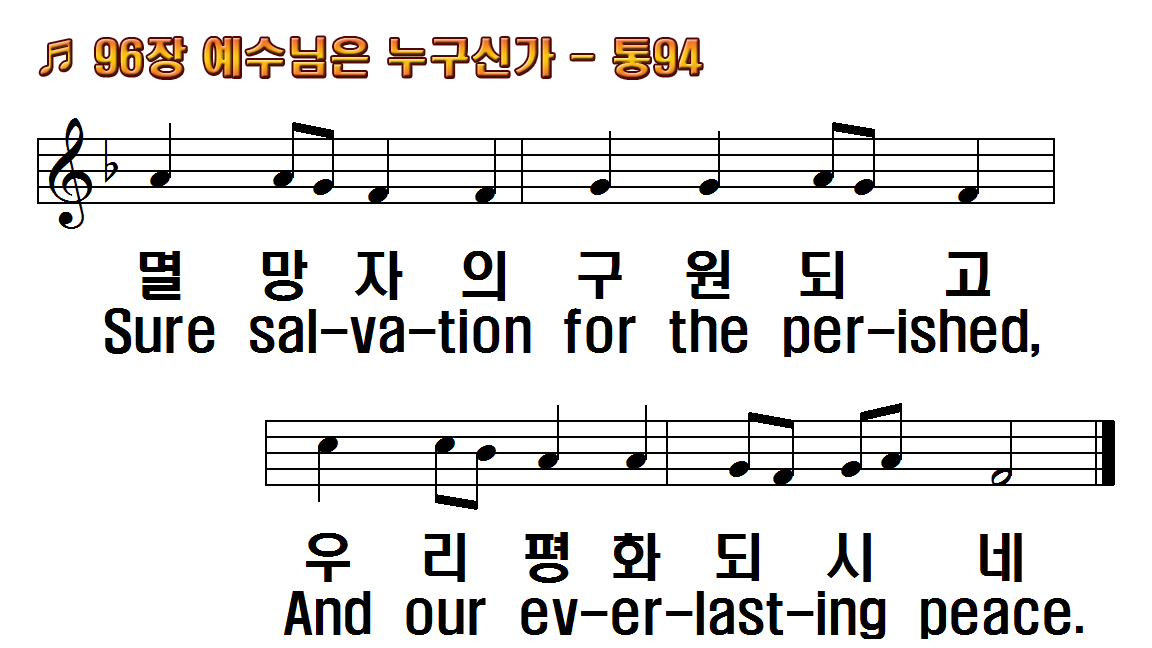 ♬ 96장 예수님은 누구신가 - 통94
멸 망 자 의 구 원 되 고
Sure sal-va-tion for the per-ished,
우 리 평 화 되 시 네
And our ev-er-last-ing peace.